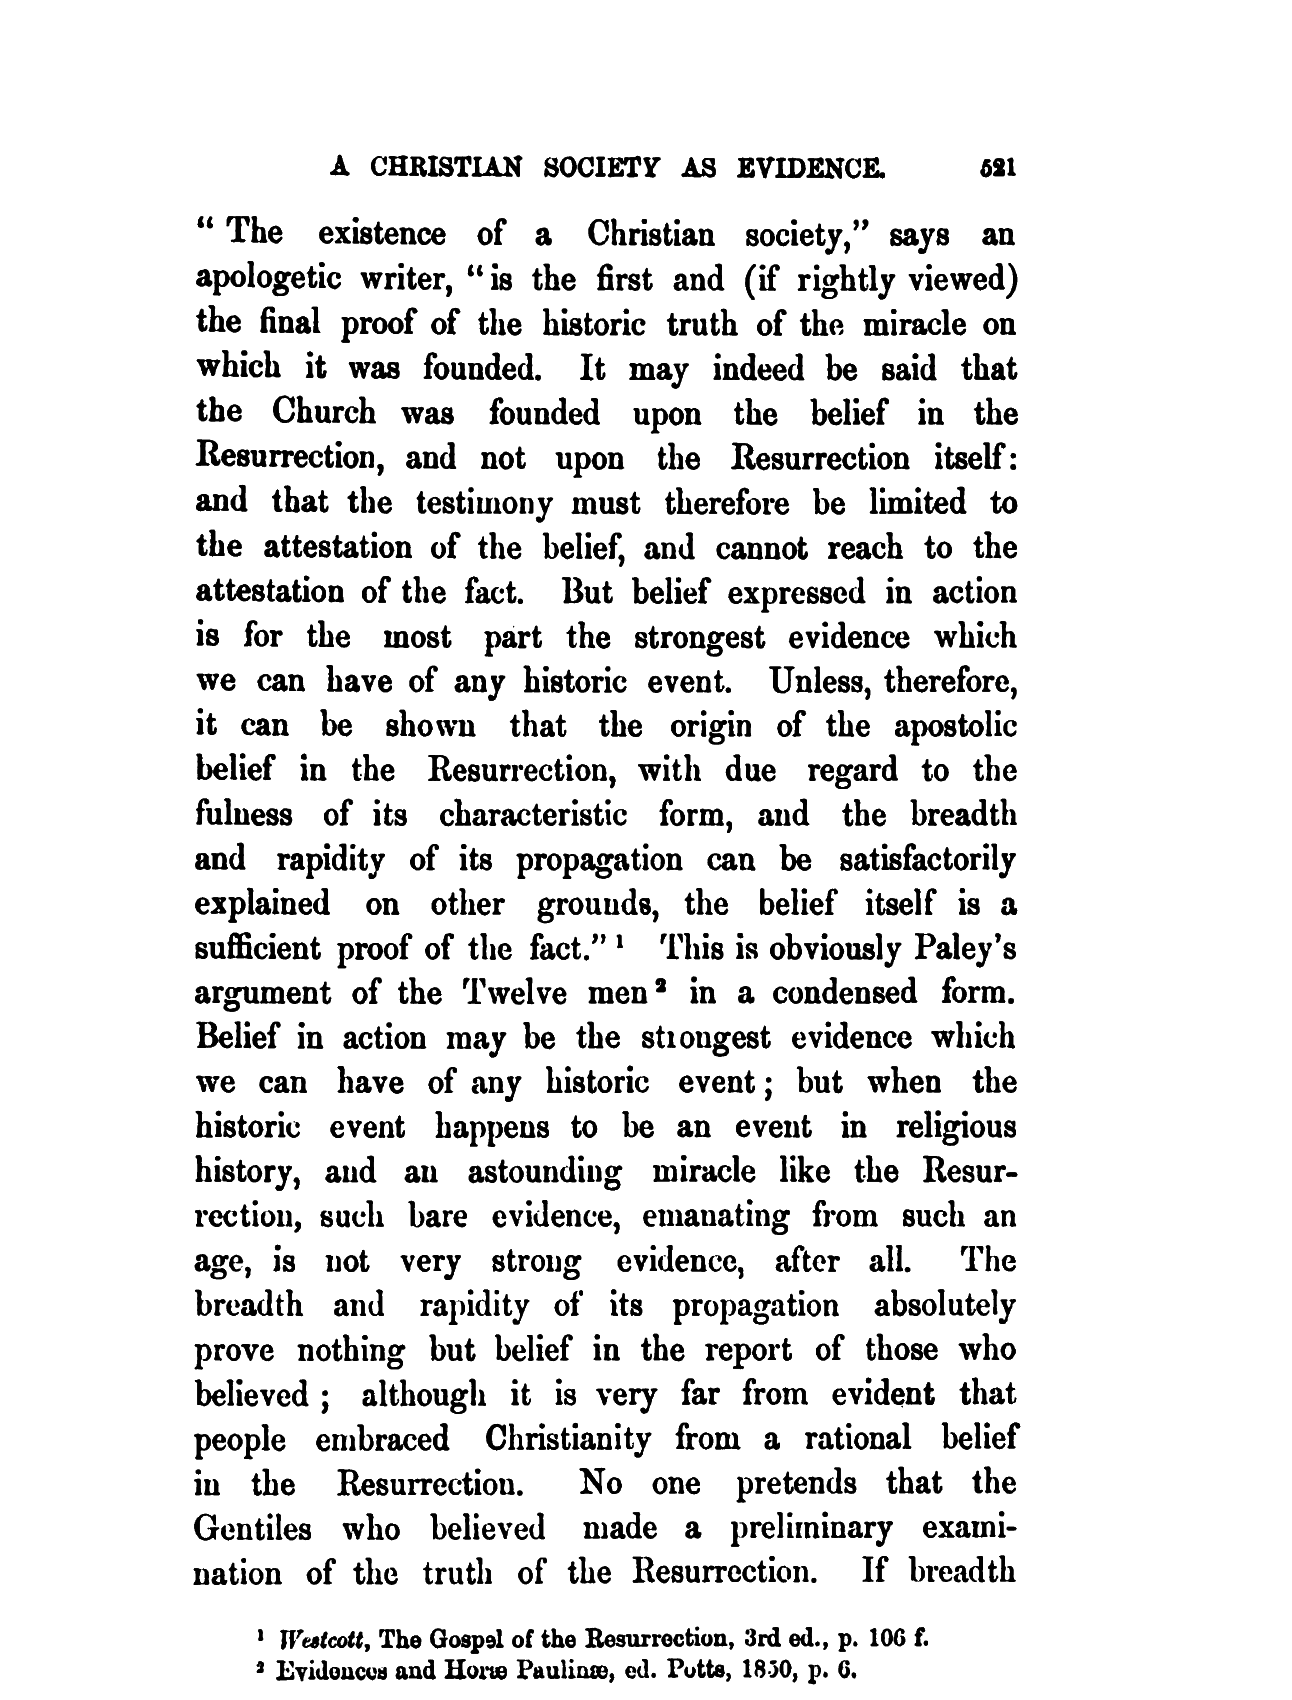 A CHRISTIAN SOCIETY AS EVIDENCE. 521
“ The existence of a Christian society,” says an
apologetic writer, “is the first and (if rightly viewed)
the final proof of the historic truth of the miracle on
which it was founded. It may indeed be said that
the Church was founded upon the belief in the
Resurrection, and not upon the Resurrection itself:
and that the testimony must therefore be limited to
the attestation of the belief, and cannot reach to the
attestation of the fact. But belief expressed in action
is for the most part the strongest evidence which
we can have of any historic event. Unless, therefore,
it can be shown that the origin of the apostolic
belief in the Resurrection, with due regard to the
fulness of its characteristic form, and the breadth
and rapidity of its propagation can be satisfactorily
explained on other grounds, the belief itself is a
sufficient proof of the fact.” ¹ This is obviously Paley’s
argument of the Twelve men ² in a condensed form.
Belief in action may be the strongest evidence which
we can have of any historic event ; but when the
historic event happens to be an event in religious
history, and an astounding miracle like the Resur-
rection, such bare evidence, emanating from such an
age, is not very strong evidence, after all. The
breadth and rapidity of its propagation absolutely
prove nothing but belief in the report of those who
believed ; although it is very far from evident that
people embraced Christianity from a rational belief
in the Resurrection. No one pretends that the
Gentiles who believed made a preliminary exami-
nation of the truth of the Resurrection. If breadth
¹ Westcott, The Gospel of the Resurrection, 3rd ed., p. 106 f.
² Evidences and Horæ Paulinæ, ed. Potts, 1850, p. 6.